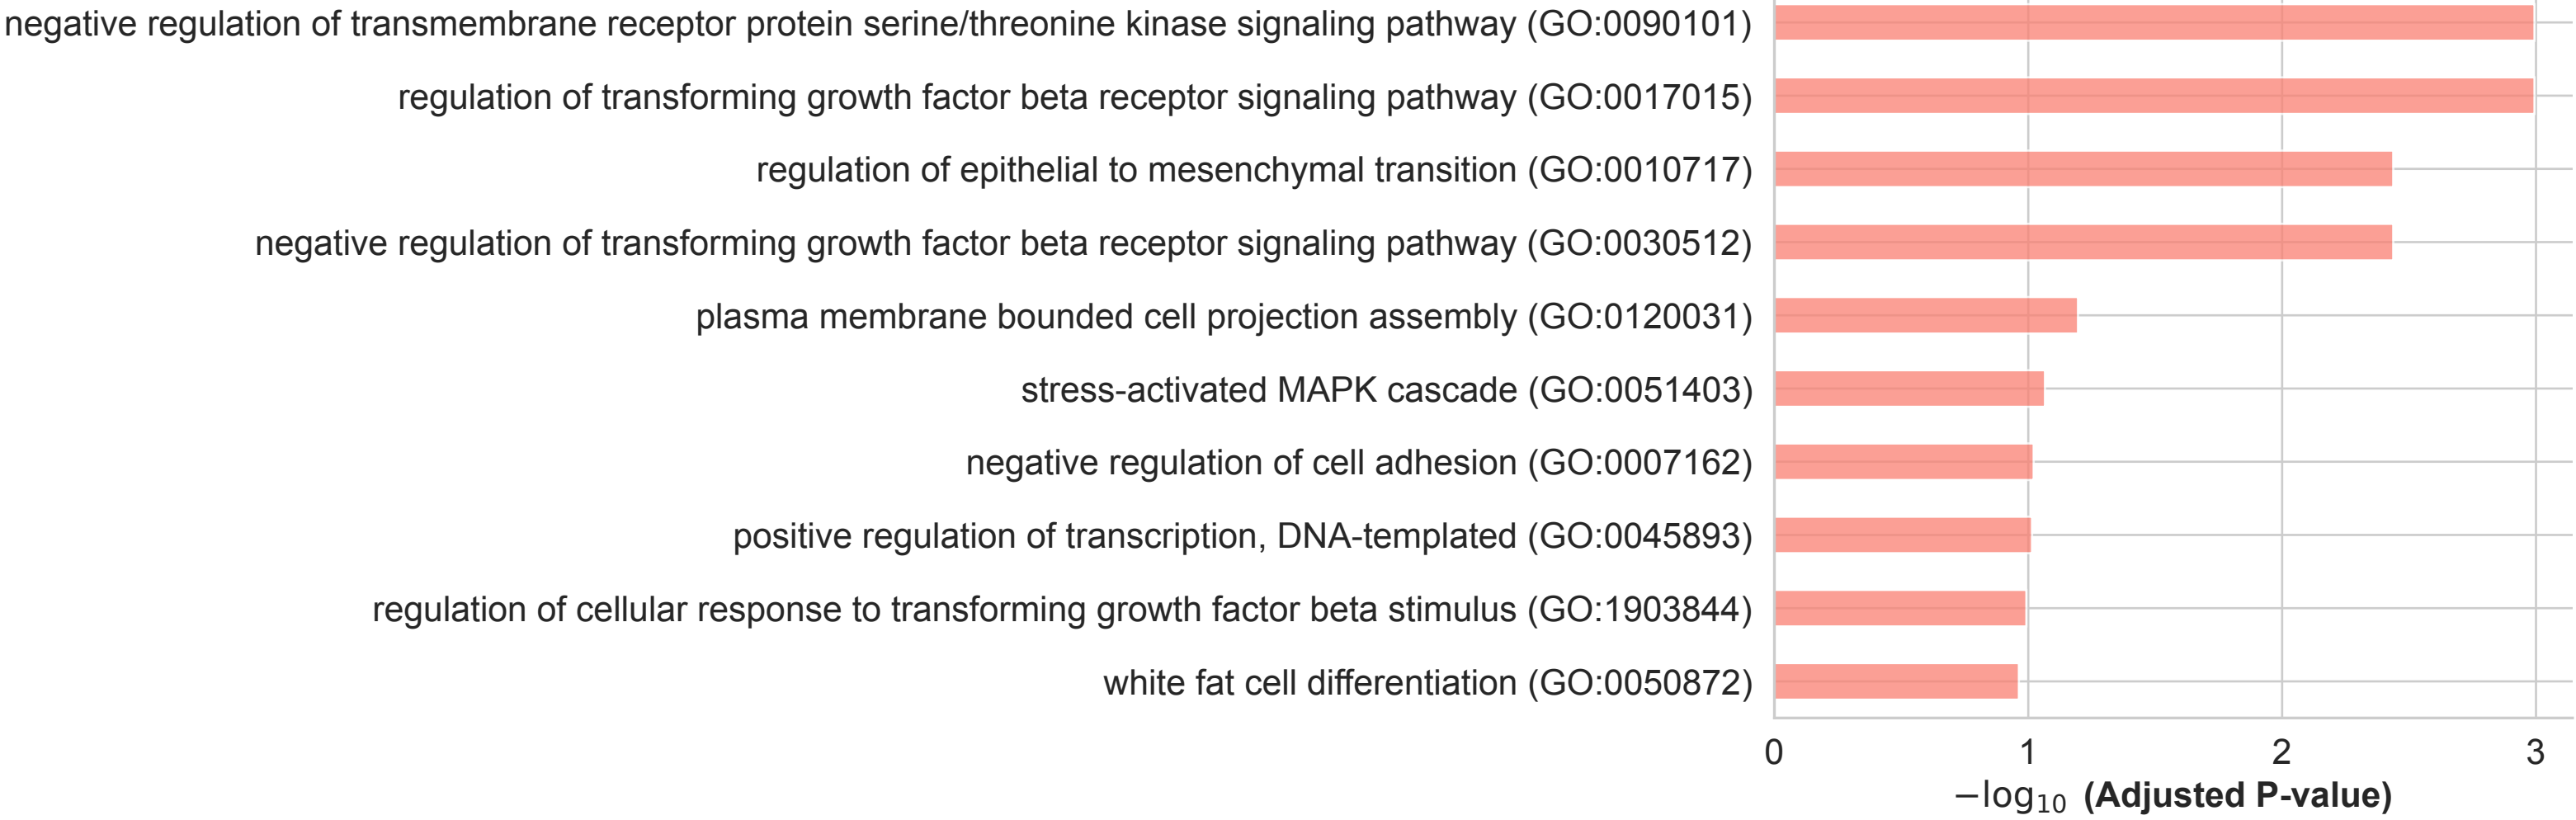 negative regulation of transmembrane receptor protein serine/threonine kinase signaling pathway (GO:0090101)
regulation of transforming growth factor beta receptor signaling pathway (GO:0017015)
regulation of epithelial to mesenchymal transition (GO:0010717)
negative regulation of transforming growth factor beta receptor signaling pathway (GO:0030512)
plasma membrane bounded cell projection assembly (GO:0120031)
stress-activated MAPK cascade (GO:0051403)
negative regulation of cell adhesion (GO:0007162)
positive regulation of transcription, DNA-templated (GO:0045893)
regulation of cellular response to transforming growth factor beta stimulus (GO:1903844)
white fat cell differentiation (GO:0050872)
0 1 2 3
−log₁₀ (Adjusted P-value)